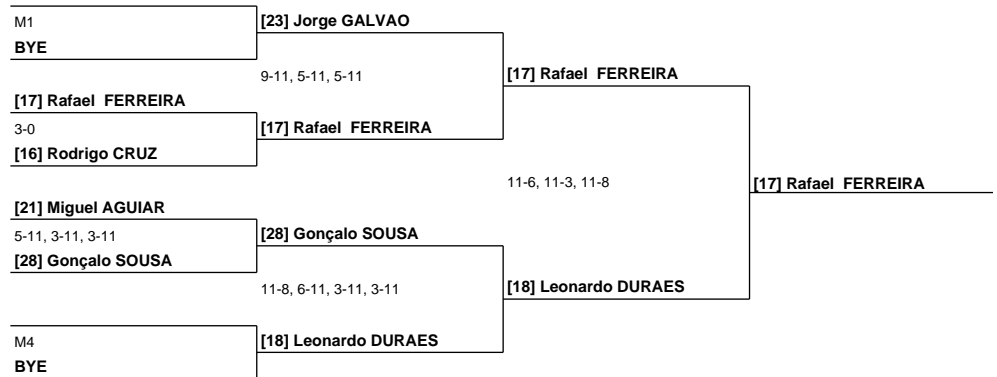 M1
BYE
[23] Jorge GALVAO
9-11, 5-11, 5-11
[17] Rafael FERREIRA
3-0
[16] Rodrigo CRUZ
[17] Rafael FERREIRA
[17] Rafael FERREIRA
11-6, 11-3, 11-8
[17] Rafael FERREIRA
[21] Miguel AGUIAR
5-11, 3-11, 3-11
[28] Gonçalo SOUSA
[28] Gonçalo SOUSA
11-8, 6-11, 3-11, 3-11
[18] Leonardo DURAES
M4
BYE
[18] Leonardo DURAES